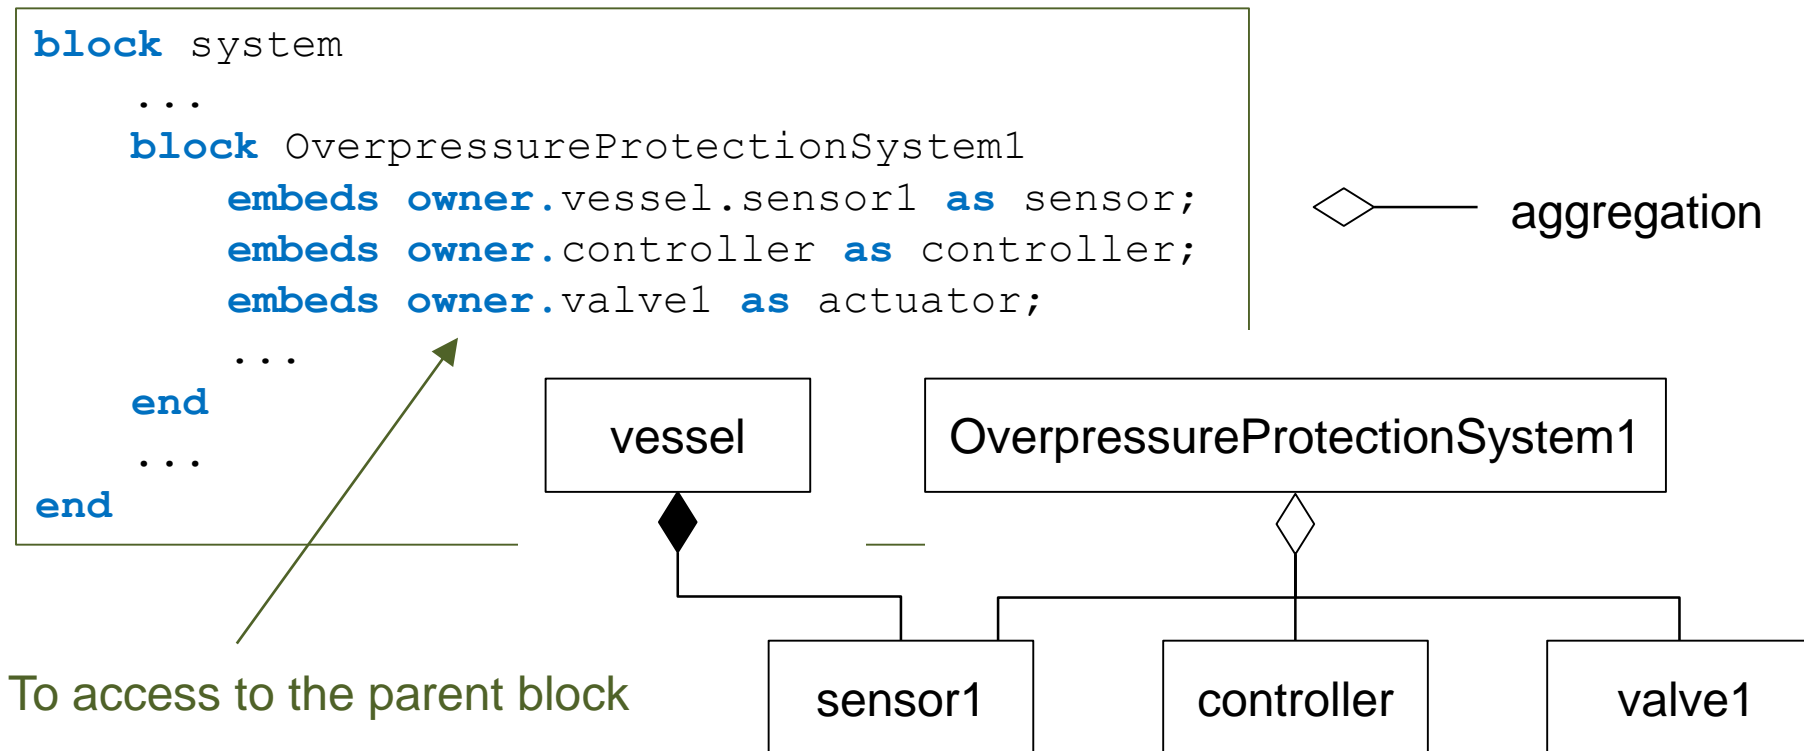 block system
...
block OverpressureProtectionSystem1
embeds owner.vessel.sensor1 as sensor;
embeds owner.controller as controller;
embeds owner.valve1 as actuator;
...
end
...
end
aggregation
vessel
OverpressureProtectionSystem1
To access to the parent block
sensor1
controller
valve1